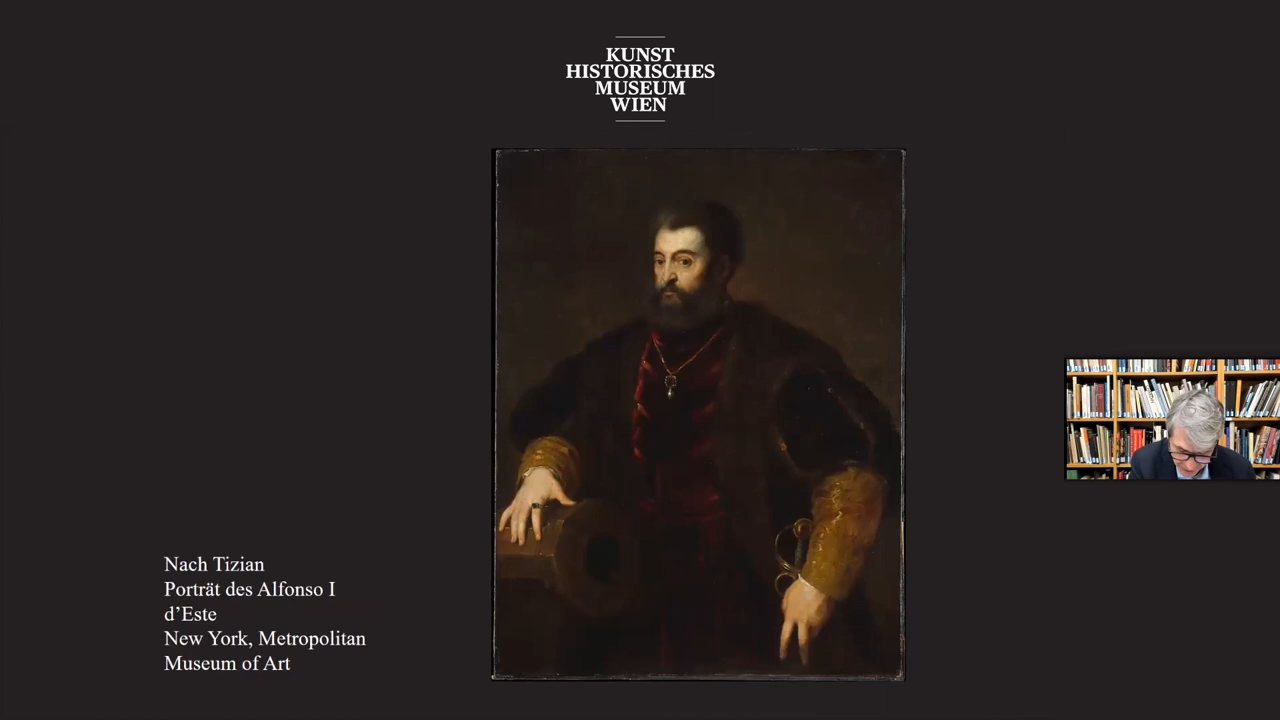 KUNST
HISTORISCHES
MUSEUM
WIEN
Nach Tizian
Porträt des Alfonso I
d’Este
New York, Metropolitan
Museum of Art